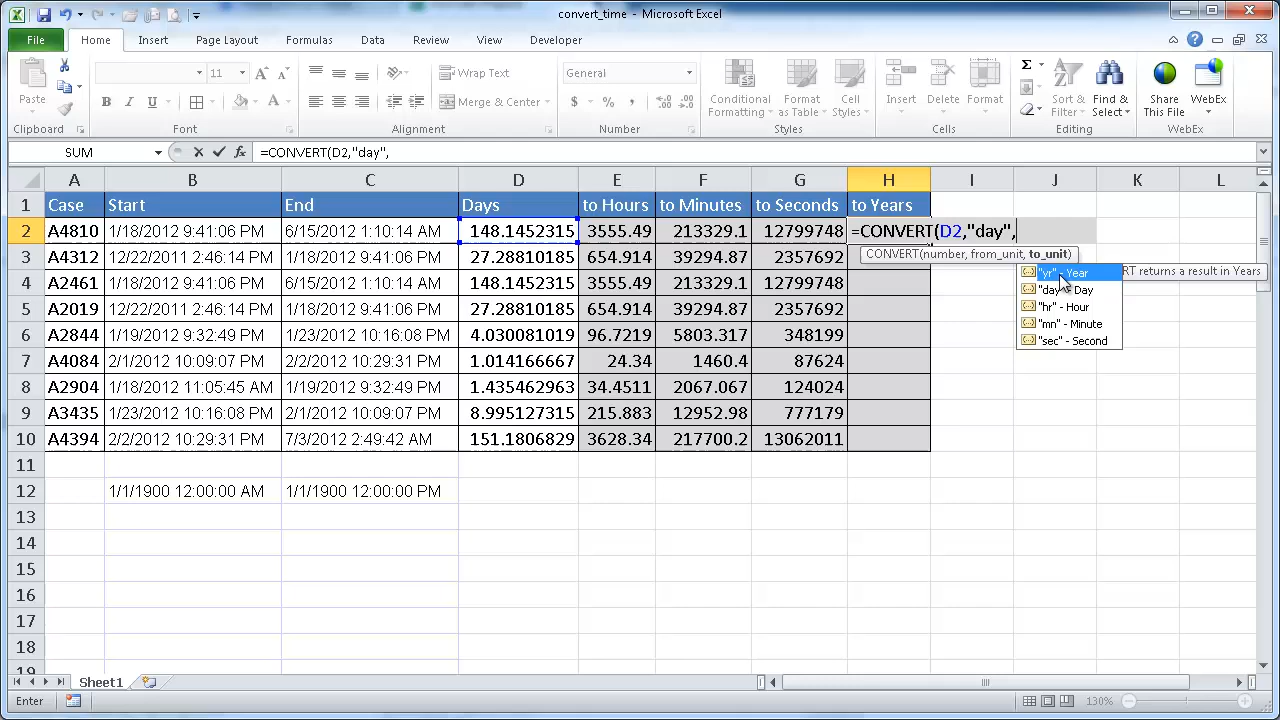 convert_time - Microsoft Excel
File Home Insert Page Layout Formulas Data Review View Developer
11 Wrap Text General
Paste B I U Merge & Center $ % , Conditional Formatting Format as Table Cell Styles Insert Delete Format Sort & Filter Find & Select Share This File WebEx
Clipboard Font Alignment Number Styles Cells Editing WebEx
SUM fx =CONVERT(D2,"day",
A B C D E F G H I J K L
1 Case Start End Days to Hours to Minutes to Seconds to Years
2 A4810 1/18/2012 9:41:06 PM 6/15/2012 1:10:14 AM 148.1452315 3555.49 213329.1 12799748 =CONVERT(D2,"day",
CONVERT(number, from_unit, to_unit)
3 A4312 12/22/2011 2:46:14 PM 1/18/2012 9:41:06 PM 27.28810185 654.914 39294.87 2357692
"yr" - Year
RT returns a result in Years
4 A2461 1/18/2012 9:41:06 PM 6/15/2012 1:10:14 AM 148.1452315 3555.49 213329.1 12799748
"day - Day
5 A2019 12/22/2011 2:46:14 PM 1/18/2012 9:41:06 PM 27.28810185 654.914 39294.87 2357692
"hr" - Hour
6 A2844 1/19/2012 9:32:49 PM 1/23/2012 10:16:08 PM 4.030081019 96.7219 5803.317 348199
"mn" - Minute
"sec" - Second
7 A4084 2/1/2012 10:09:07 PM 2/2/2012 10:29:31 PM 1.014166667 24.34 1460.4 87624
8 A2904 1/18/2012 11:05:45 AM 1/19/2012 9:32:49 PM 1.435462963 34.4511 2067.067 124024
9 A3435 1/23/2012 10:16:08 PM 2/1/2012 10:09:07 PM 8.995127315 215.883 12952.98 777179
10 A4394 2/2/2012 10:29:31 PM 7/3/2012 2:49:42 AM 151.1806829 3628.34 217700.2 13062011
11
12 1/1/1900 12:00:00 AM 1/1/1900 12:00:00 PM
13
14
15
16
17
18
19
Sheet1
Enter 130%